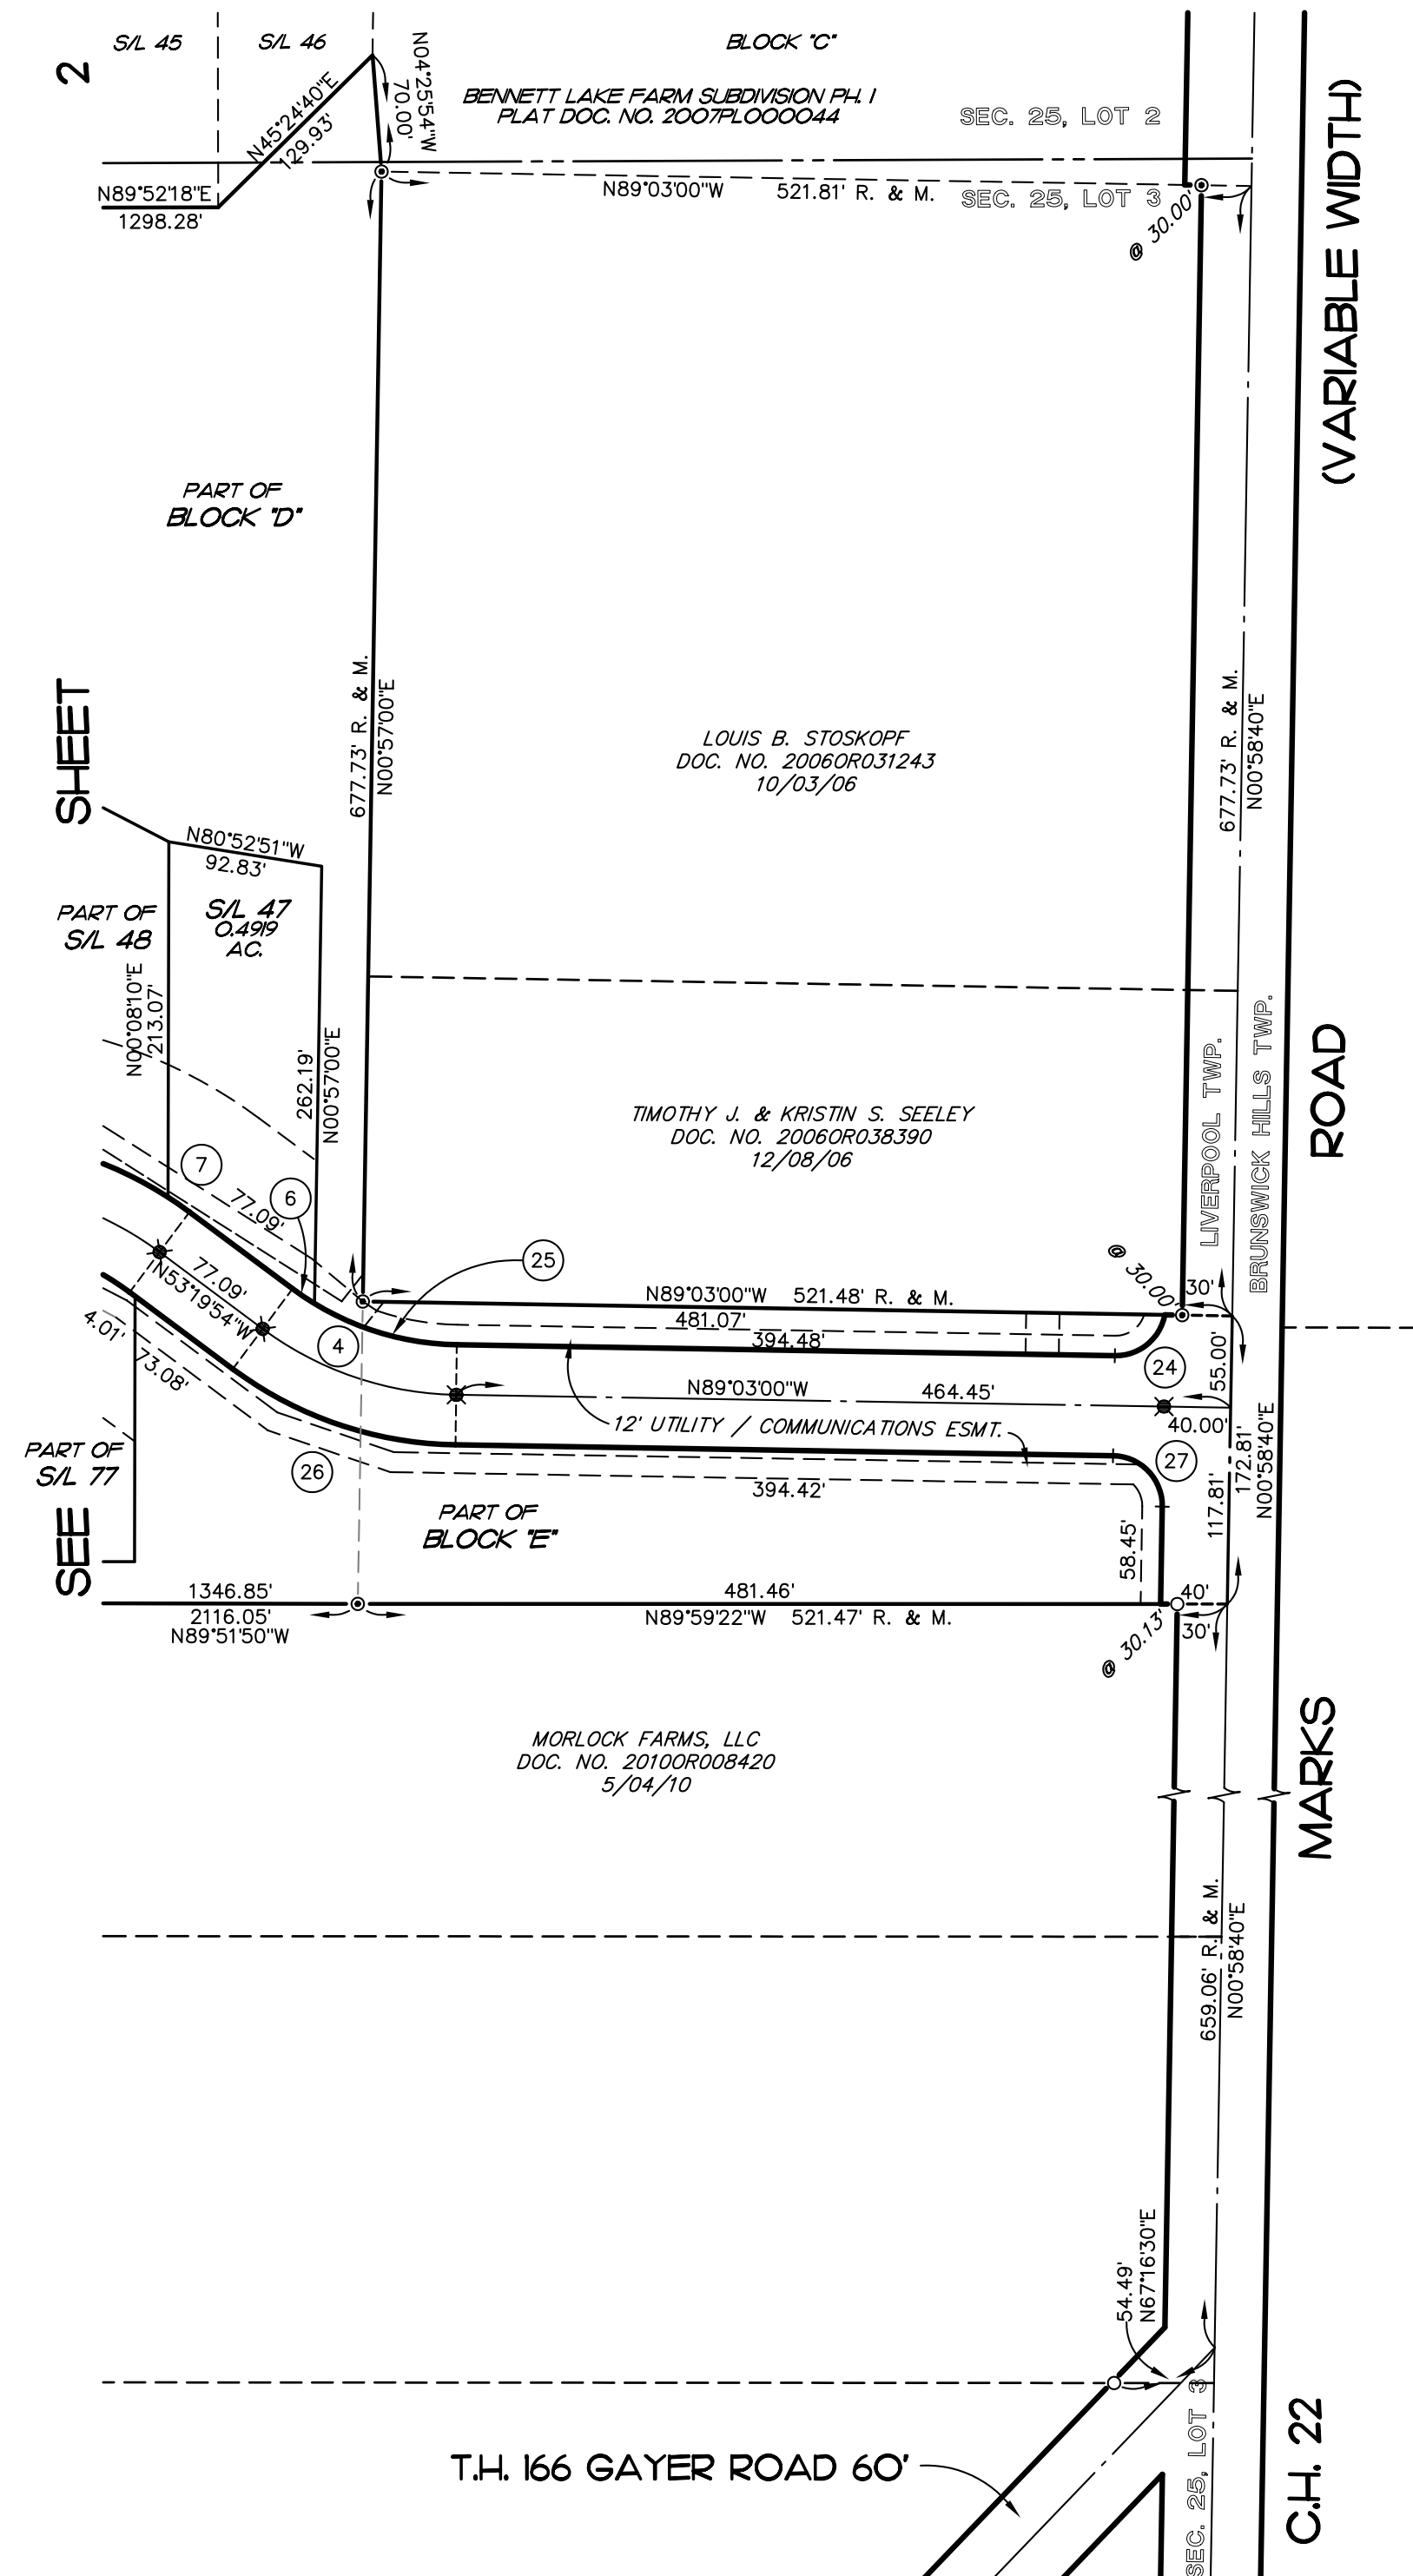 S/L 45
S/L 46
BLOCK "C"
2
N45°24'40"E
129.93'
N04°25'54"W
70.00'
BENNETT LAKE FARM SUBDIVISION PH. I
PLAT DOC. NO. 2007PL000044
SEC. 25, LOT 2
N89°52'18"E
1298.28'
N89°03'00"W 521.81' R. & M.
SEC. 25, LOT 3
@ 30.00'
(VARIABLE WIDTH)
PART OF
BLOCK "D"
SHEET
677.73' R. & M.
N00°57'00"E
LOUIS B. STOSKOPF
DOC. NO. 2006OR031243
10/03/06
677.73' R. & M.
N00°58'40"E
N80°52'51"W
92.83'
PART OF
S/L 48
S/L 47
0.4919
AC.
N00°08'10"E
213.07'
262.19'
N00°57'00"E
TIMOTHY J. & KRISTIN S. SEELEY
DOC. NO. 2006OR038390
12/08/06
LIVERPOOL TWP.
BRUNSWICK HILLS TWP.
ROAD
7
77.09'
6
25
77.09'
N53°19'54"W
4
4.01'
73.08'
N89°03'00"W 521.48' R. & M.
481.07'
394.48'
@ 30.00'
30'
24
55.00'
N89°03'00"W 464.45'
40.00'
12' UTILITY / COMMUNICATIONS ESMT.
27
172.81'
N00°58'40"E
117.81'
PART OF
S/L 77
26
394.42'
PART OF
BLOCK "E"
58.45'
SEE
1346.85'
2116.05'
N89°51'50"W
481.46'
N89°59'22"W 521.47' R. & M.
40'
30'
@ 30.13'
MORLOCK FARMS, LLC
DOC. NO. 2010OR008420
5/04/10
MARKS
659.06' R. & M.
N00°58'40"E
54.49'
N67°16'30"E
T.H. 166 GAYER ROAD 60'
SEC. 25, LOT 3
C.H. 22